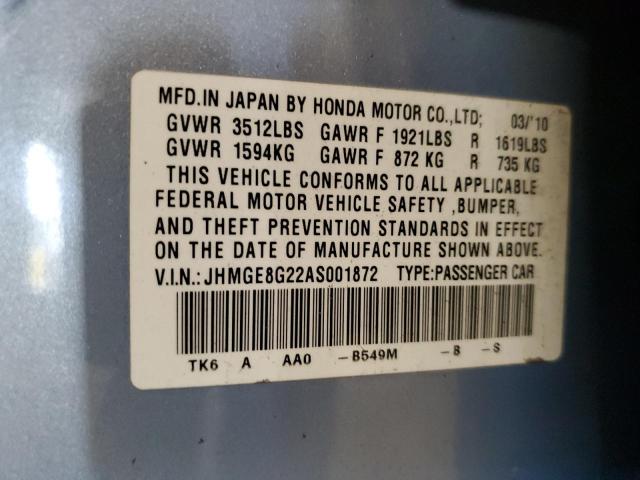 MFD.IN JAPAN BY HONDA MOTOR CO.,LTD; 03/'10
GVWR 3512LBS GAWR F 1921LBS R 1619LBS
GVWR 1594KG GAWR F 872 KG R 735 KG
THIS VEHICLE CONFORMS TO ALL APPLICABLE
FEDERAL MOTOR VEHICLE SAFETY ,BUMPER,
AND THEFT PREVENTION STANDARDS IN EFFECT
ON THE DATE OF MANUFACTURE SHOWN ABOVE.
V.I.N.: JHMGE8G22AS001872 TYPE:PASSENGER CAR
TK6 A AA0 -B549M -B -S